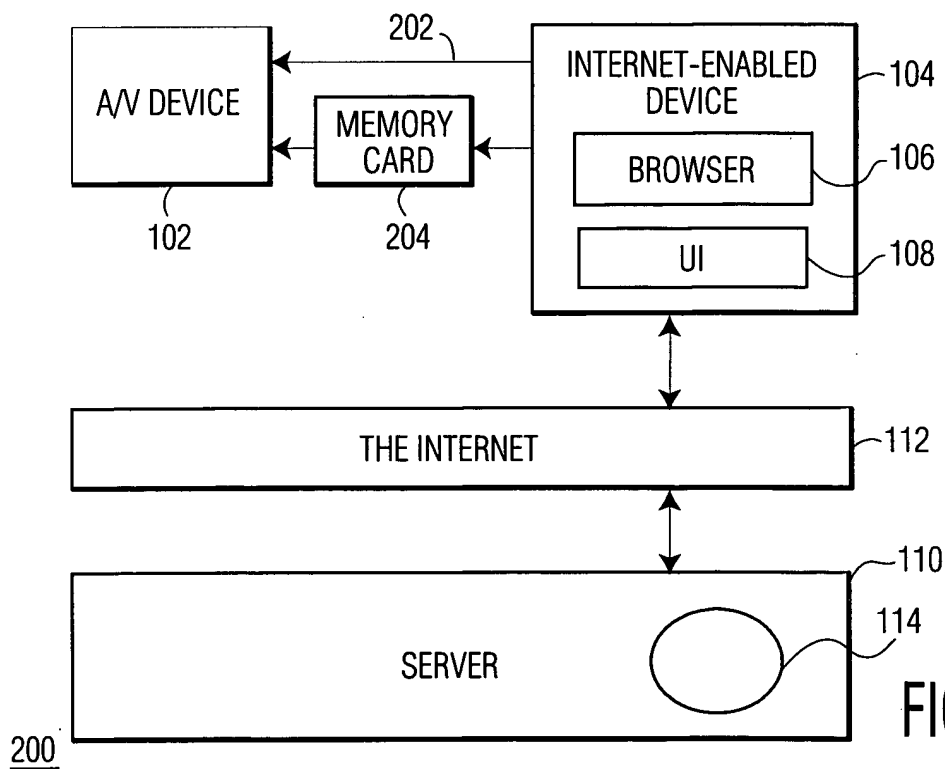 202
A/V DEVICE
102
MEMORY
CARD
204
INTERNET-ENABLED
DEVICE
104
BROWSER
106
UI
108
THE INTERNET
112
SERVER
110
114
200